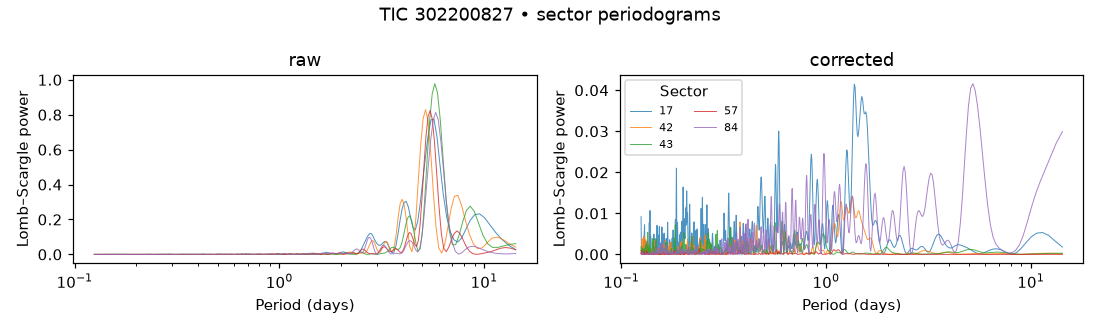 TIC 302200827 • sector periodograms
raw
corrected
Lomb–Scargle power
1.0
0.8
0.6
0.4
0.2
0.0
10⁻¹
10⁰
10¹
Period (days)
Lomb–Scargle power
0.04
0.03
0.02
0.01
0.00
Sector
17
57
42
84
43
10⁻¹
10⁰
10¹
Period (days)